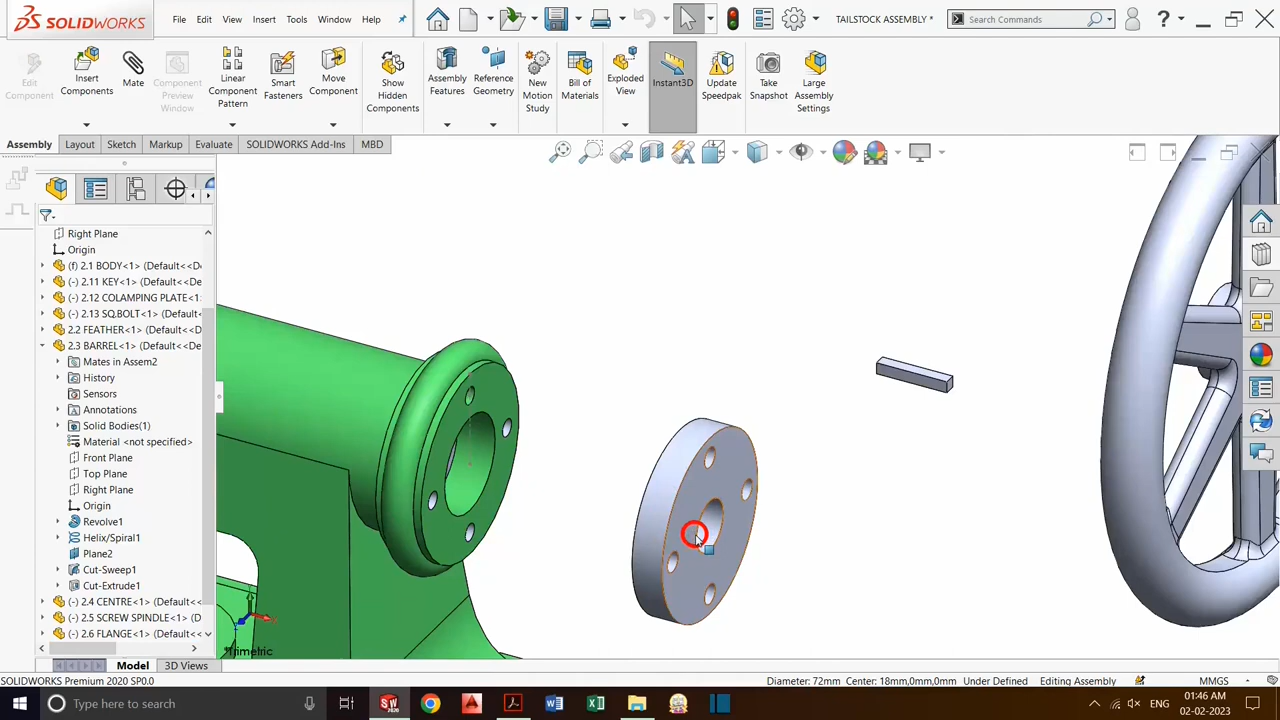 SOLIDWORKS
File Edit View Insert Tools Window Help
TAILSTOCK ASSEMBLY *
Search Commands
Edit Component
Insert Components
Mate
Component Preview Window
Linear Component Pattern
Smart Fasteners
Move Component
Show Hidden Components
Assembly Features
Reference Geometry
New Motion Study
Bill of Materials
Exploded View
Instant3D
Update Speedpak
Take Snapshot
Large Assembly Settings
Assembly Layout Sketch Markup Evaluate SOLIDWORKS Add-Ins MBD
Right Plane
Origin
(f) 2.1 BODY<1> (Default<<De
(-) 2.11 KEY<1> (Default<<De
(-) 2.12 COLAMPING PLATE<1>
(-) 2.13 SQ.BOLT<1> (Default<
2.2 FEATHER<1> (Default<<D
2.3 BARREL<1> (Default<<De
Mates in Assem2
History
Sensors
Annotations
Solid Bodies(1)
Material <not specified>
Front Plane
Top Plane
Right Plane
Origin
Revolve1
Helix/Spiral1
Plane2
Cut-Sweep1
Cut-Extrude1
(-) 2.4 CENTRE<1> (Default<<
(-) 2.5 SCREW SPINDLE<1> (D
(-) 2.6 FLANGE<1> (Default<<
*Trimetric
Model 3D Views
SOLIDWORKS Premium 2020 SP0.0
Diameter: 72mm Center: 18mm,0mm,0mm Under Defined Editing Assembly MMGS
Type here to search
ENG
01:46 AM
02-02-2023